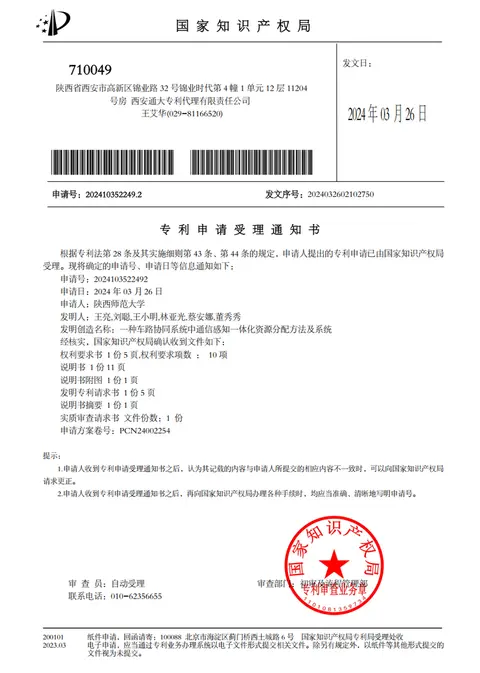 国家知识产权局
710049
陕西省西安市高新区锦业路 32 号锦业时代第 4 幢 1 单元 12 层 11204
号房 西安通大专利代理有限责任公司
王艾华(029-81166520)
发文日:
2024 年 03 月 26 日
申请号:202410352249.2
发文序号:2024032602102750
专利申请受理通知书
根据专利法第 28 条及其实施细则第 43 条、第 44 条的规定,申请人提出的专利申请已由国家知识产权局
受理。现将确定的申请号、申请日等信息通知如下:
申请号:2024103522492
申请日:2024 年 03 月 26 日
申请人:陕西师范大学
发明人:王亮,刘聪,王小明,林亚光,蔡安娜,董秀秀
发明创造名称:一种车路协同系统中通信感知一体化资源分配方法及系统
经核实,国家知识产权局确认收到文件如下:
权利要求书 1 份 5 页,权利要求项数 : 10 项
说明书 1 份 11 页
说明书附图 1 份 1 页
发明专利请求书 1 份 5 页
说明书摘要 1 份 1 页
实质审查请求书 文件份数:1 份
申请方案卷号:PCN24002254
提示:
1.申请人收到专利申请受理通知书之后,认为其记载的内容与申请人所提交的相应内容不一致时,可以向国家知识产权局
请求更正。
2.申请人收到专利申请受理通知书之后,再向国家知识产权局办理各种手续时,均应当准确、清晰地写明申请号。
审 查 员:自动受理
联系电话:010-62356655
审查部门:初审及流程管理部
国家知识产权局
专利审查业务章
200101
2023.03
纸件申请,回函请寄:100088 北京市海淀区蓟门桥西土城路 6 号 国家知识产权局专利局受理处收
电子申请,应当通过专利业务办理系统以电子文件形式提交相关文件。除另有规定外,以纸件等其他形式提交的
文件视为未提交。